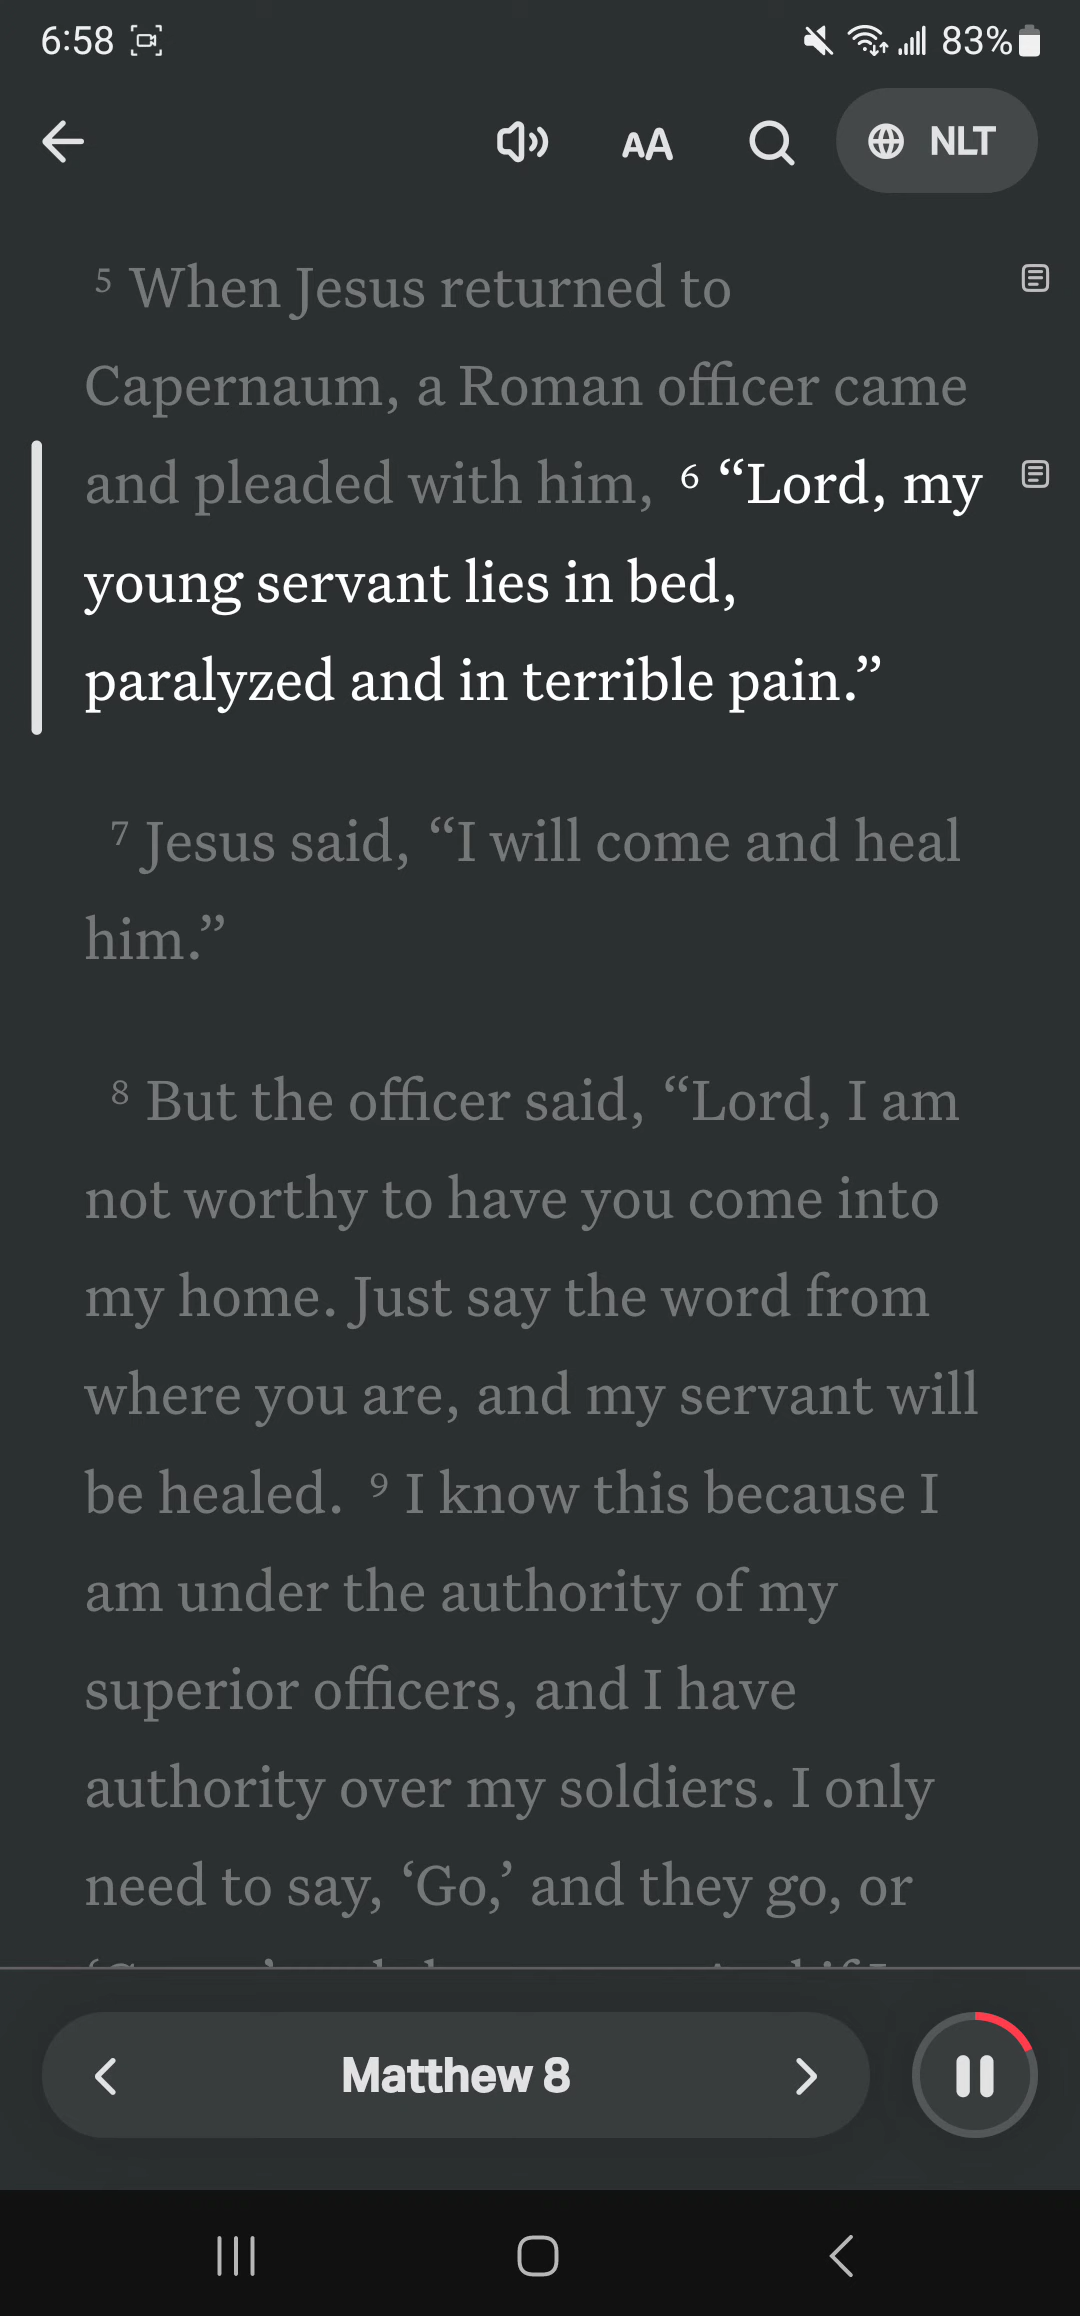 6:58 83%
NLT
5 When Jesus returned to
Capernaum, a Roman officer came
and pleaded with him, 6 “Lord, my
young servant lies in bed,
paralyzed and in terrible pain.”
7 Jesus said, “I will come and heal
him.”
8 But the officer said, “Lord, I am
not worthy to have you come into
my home. Just say the word from
where you are, and my servant will
be healed. 9 I know this because I
am under the authority of my
superior officers, and I have
authority over my soldiers. I only
need to say, ‘Go,’ and they go, or
Matthew 8